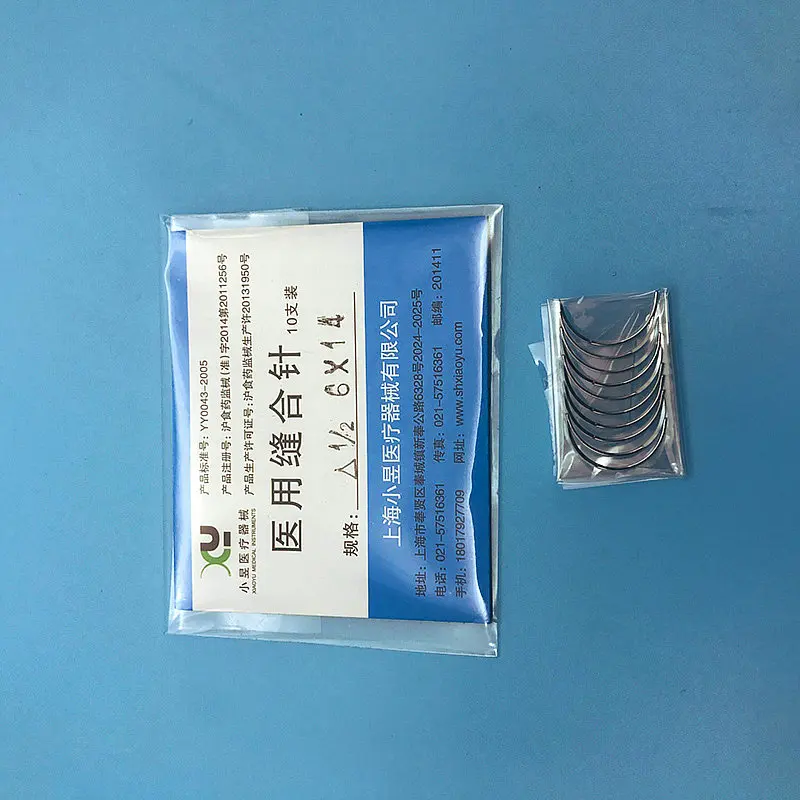 XU
小昱医疗器械
XIAOYU MEDICAL INSTRUMENTS
产品标准号: YY0043-2005
产品注册号: 沪食药监械(准)字2014第2011256号
产品生产许可证号: 沪食药监械生产许20131950号
医用缝合针 10支装
规格: △ 1/2 6X14
上海小昱医疗器械有限公司
地址: 上海市奉贤区奉城镇新奉公路6328号2024-2025号
电话: 021-57516361 传真: 021-57516361 邮编: 201411
手机: 18017927709 网址: www.shxiaoyu.com